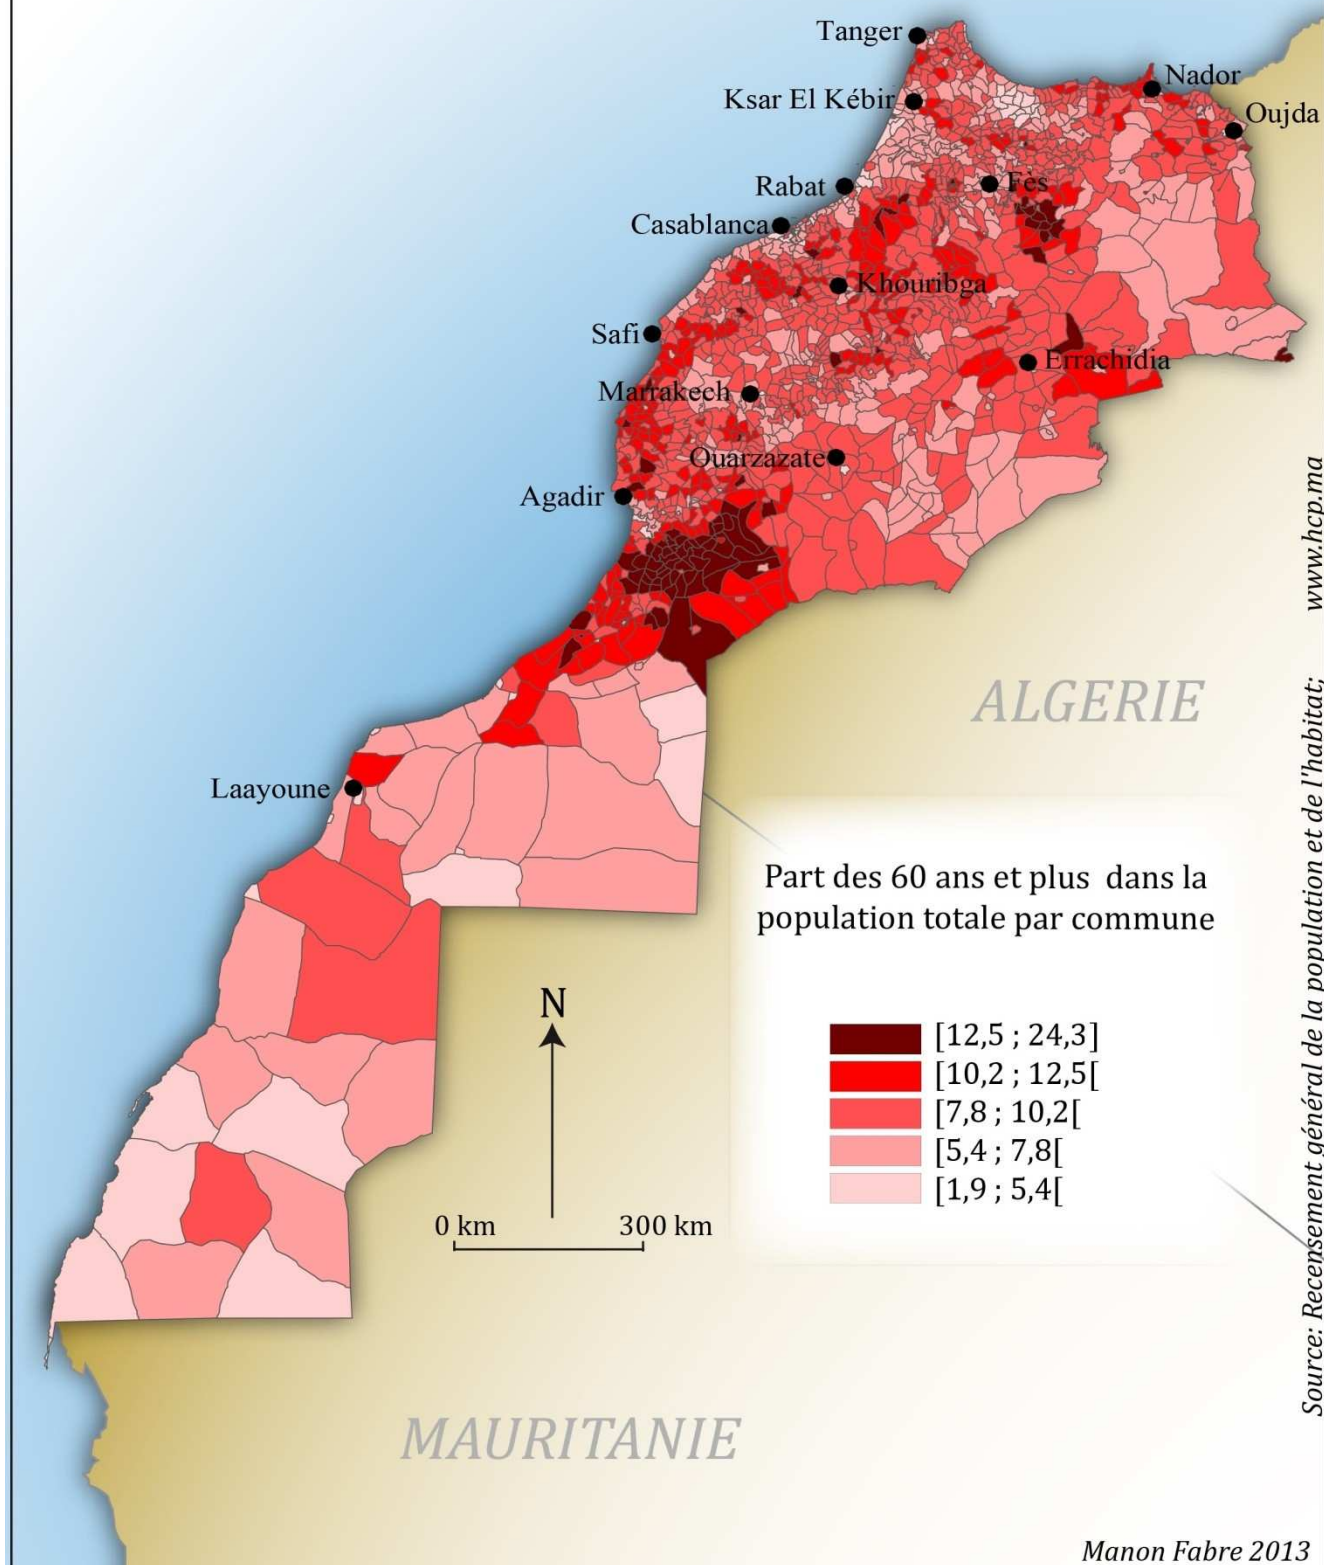 Tanger
Nador
Ksar El Kébir
Oujda
Rabat
Fès
Casablanca
Khouribga
Safi
Errachidia
Marrakech
Ouarzazate
Agadir
ALGERIE
Laayoune
Part des 60 ans et plus dans la
population totale par commune
N
[12,5 ; 24,3]
[10,2 ; 12,5[
[7,8 ; 10,2[
[5,4 ; 7,8[
[1,9 ; 5,4[
0 km 300 km
MAURITANIE
Source: Recensement général de la population et de l'habitat; www.hcp.ma
Manon Fabre 2013